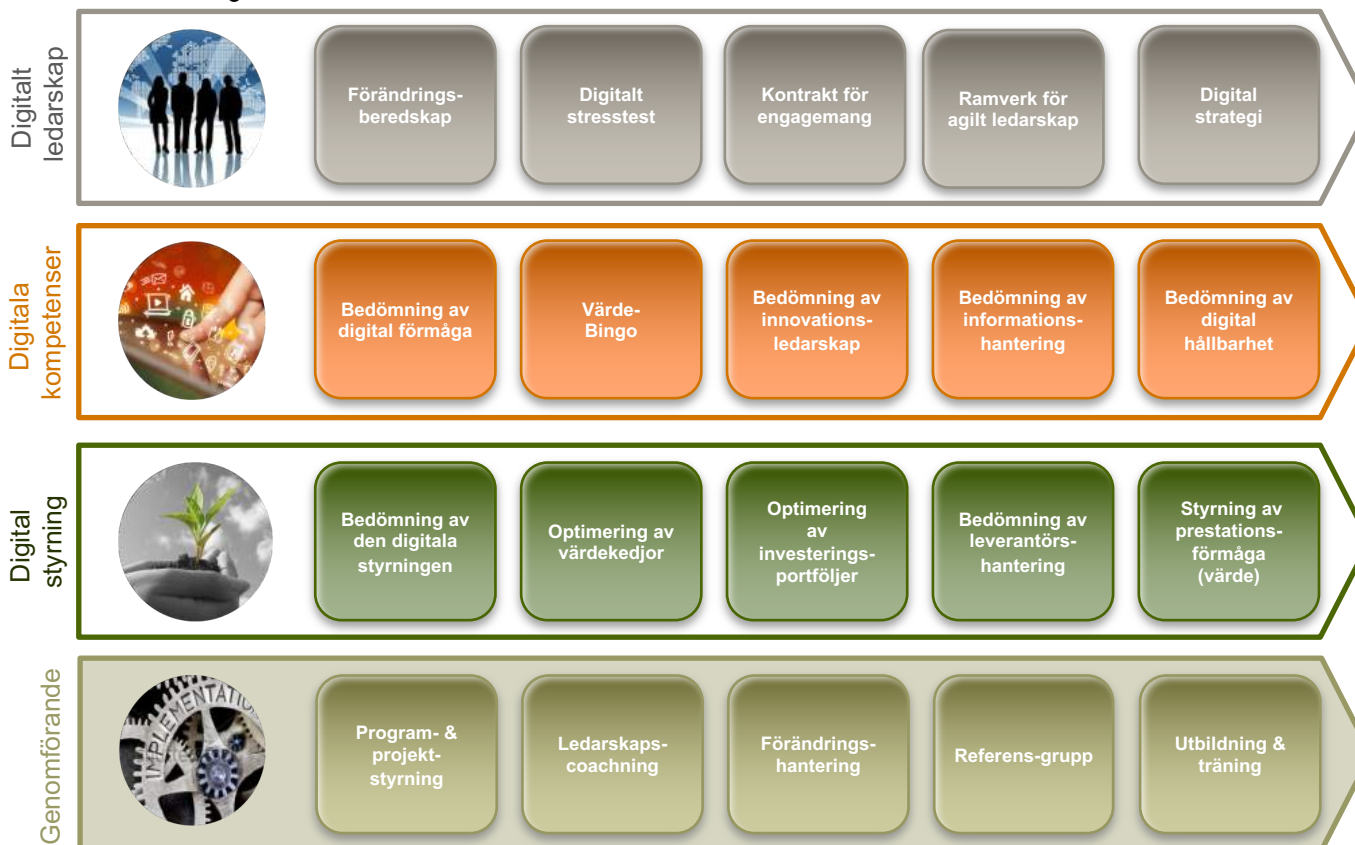 Digitalt
ledarskap
Förändrings-
beredskap
Digitalt
stresstest
Kontrakt för
engagemang
Ramverk för
agilt ledarskap
Digital
strategi
Digitala
kompetenser
Bedömning av
digital förmåga
Värde-
Bingo
Bedömning av
innovations-
ledarskap
Bedömning av
informations-
hantering
Bedömning av
digital
hållbarhet
Digital
styrning
Bedömning av
den digitala
styrningen
Optimering av
värdekedjor
Optimering
av
investerings-
portföljer
Bedömning av
leverantörs-
hantering
Styrning av
prestations-
förmåga
(värde)
Genomförande
IMPLEMENTATIO
Program- &
projekt-
styrning
Ledarskaps-
coachning
Förändrings-
hantering
Referens-grupp
Utbildning &
träning